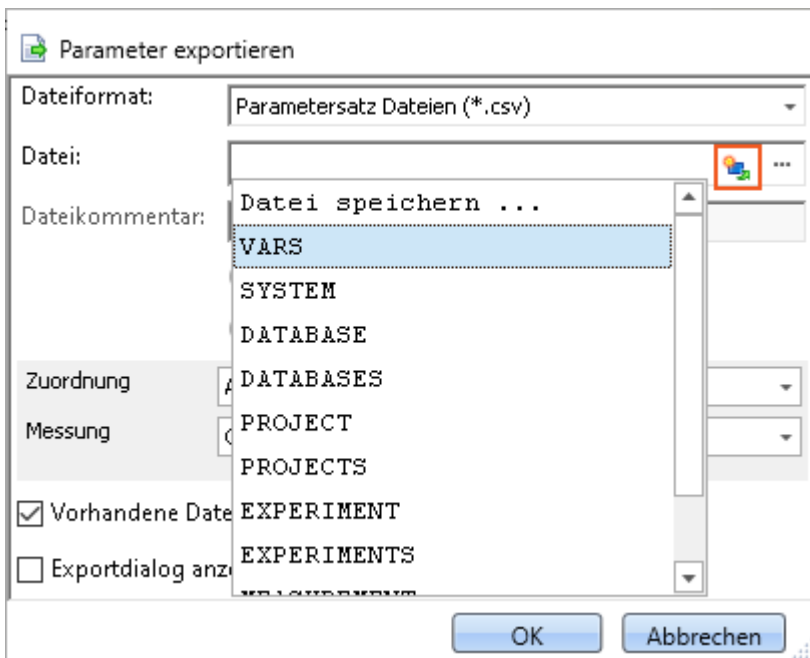 Parameter exportieren
Dateiformat:
Parametersatz Dateien (*.csv)
Datei:
...
Dateikommentar:
Datei speichern ...
VARS
SYSTEM
DATABASE
DATABASES
PROJECT
PROJECTS
EXPERIMENT
EXPERIMENTS
Zuordnung
Messung
Vorhandene Date
Exportdialog anz
OK
Abbrechen